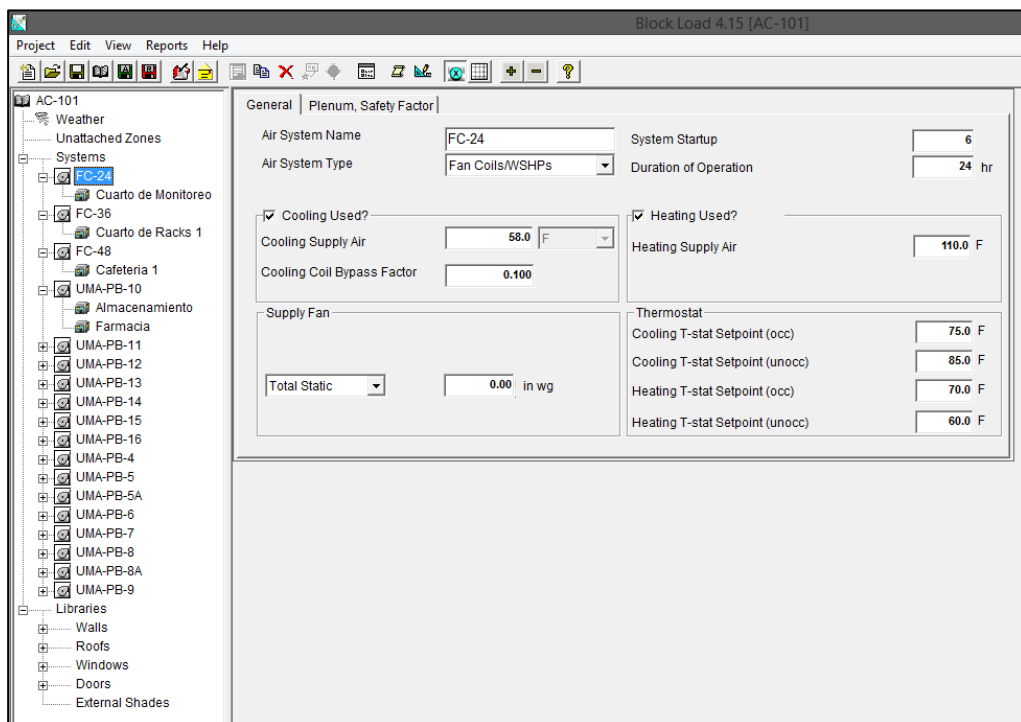 Block Load 4.15 [AC-101]
Project Edit View Reports Help
AC-101
Weather
Unattached Zones
Systems
FC-24
Cuarto de Monitoreo
FC-36
Cuarto de Racks 1
FC-48
Cafeteria 1
UMA-PB-10
Almacenamiento
Farmacia
UMA-PB-11
UMA-PB-12
UMA-PB-13
UMA-PB-14
UMA-PB-15
UMA-PB-16
UMA-PB-4
UMA-PB-5
UMA-PB-5A
UMA-PB-6
UMA-PB-7
UMA-PB-8
UMA-PB-8A
UMA-PB-9
Libraries
Walls
Roofs
Windows
Doors
External Shades
General Plenum, Safety Factor
Air System Name FC-24
Air System Type Fan Coils/WSHPs
System Startup 6
Duration of Operation 24 hr
Cooling Used?
Cooling Supply Air 58.0 F
Cooling Coil Bypass Factor 0.100
Heating Used?
Heating Supply Air 110.0 F
Supply Fan
Total Static 0.00 in wg
Thermostat
Cooling T-stat Setpoint (occ) 75.0 F
Cooling T-stat Setpoint (unocc) 85.0 F
Heating T-stat Setpoint (occ) 70.0 F
Heating T-stat Setpoint (unocc) 60.0 F